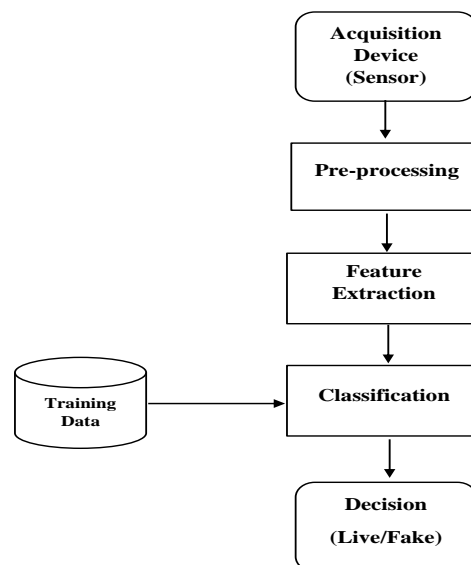 Acquisition
Device
(Sensor)
Pre-processing
Feature
Extraction
Training
Data
Classification
Decision
(Live/Fake)